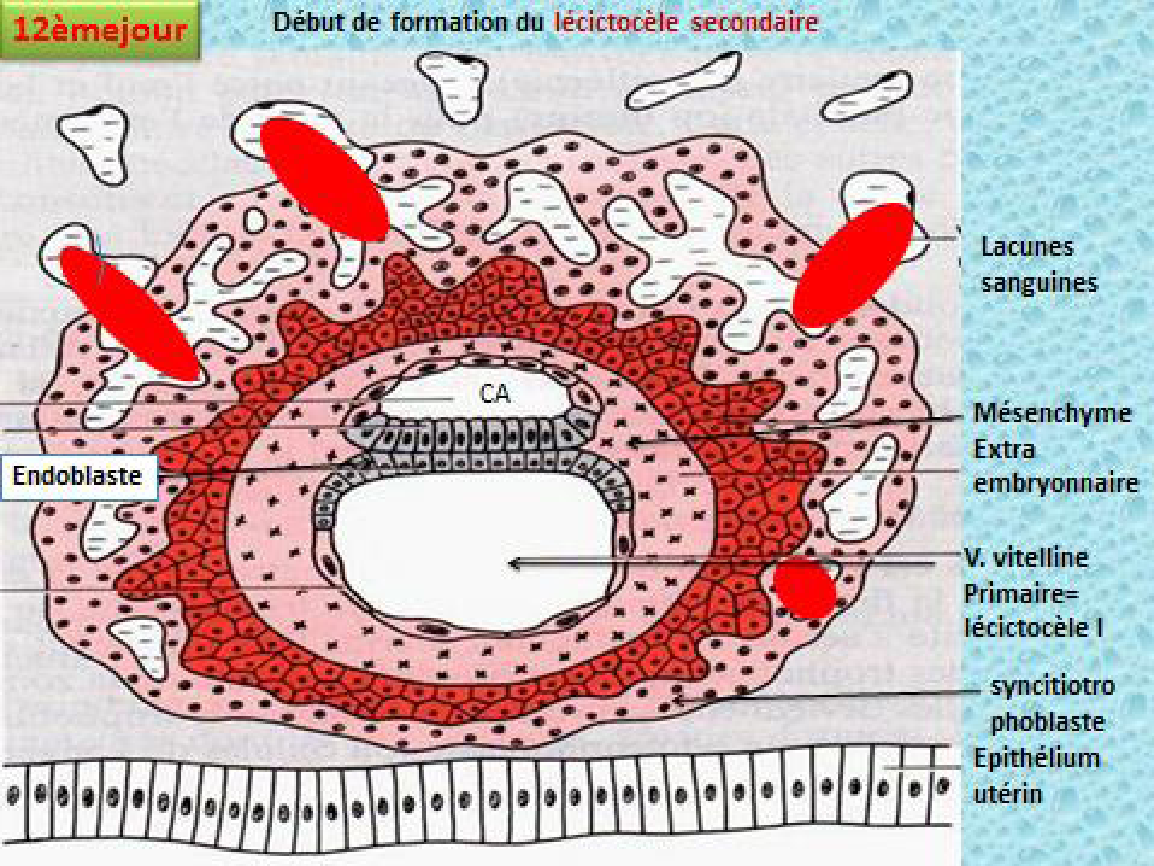 12èmejour
Début de formation du lécictocèle secondaire
CA
Endoblaste
Lacunes
sanguines
Mésenchyme
Extra
embryonnaire
V. vitelline
Primaire=
lécictocèle I
syncitiotro
phoblaste
Epithélium
utérin